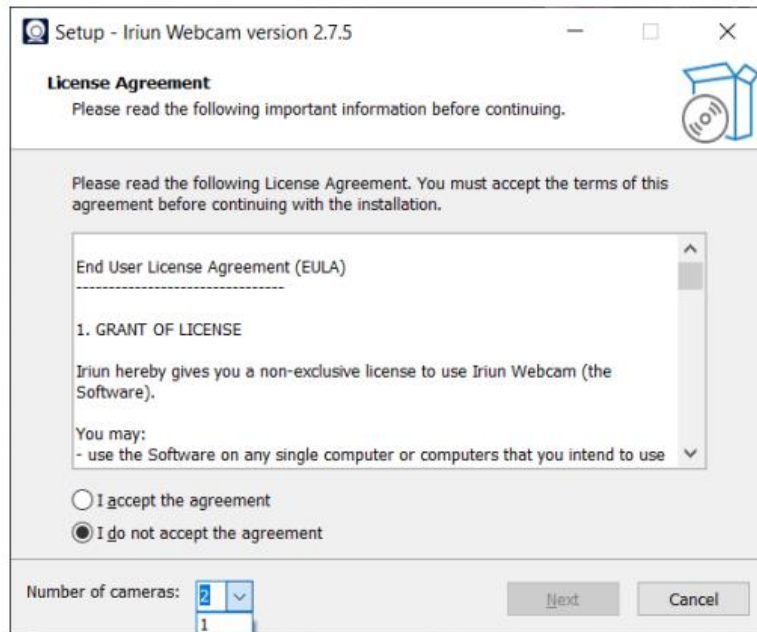 Setup - Iriun Webcam version 2.7.5
License Agreement
Please read the following important information before continuing.
Please read the following License Agreement. You must accept the terms of this
agreement before continuing with the installation.
End User License Agreement (EULA)
--------------------------------
1. GRANT OF LICENSE
Iriun hereby gives you a non-exclusive license to use Iriun Webcam (the
Software).
You may:
- use the Software on any single computer or computers that you intend to use
I accept the agreement
I do not accept the agreement
Number of cameras: 2
Next
Cancel
1